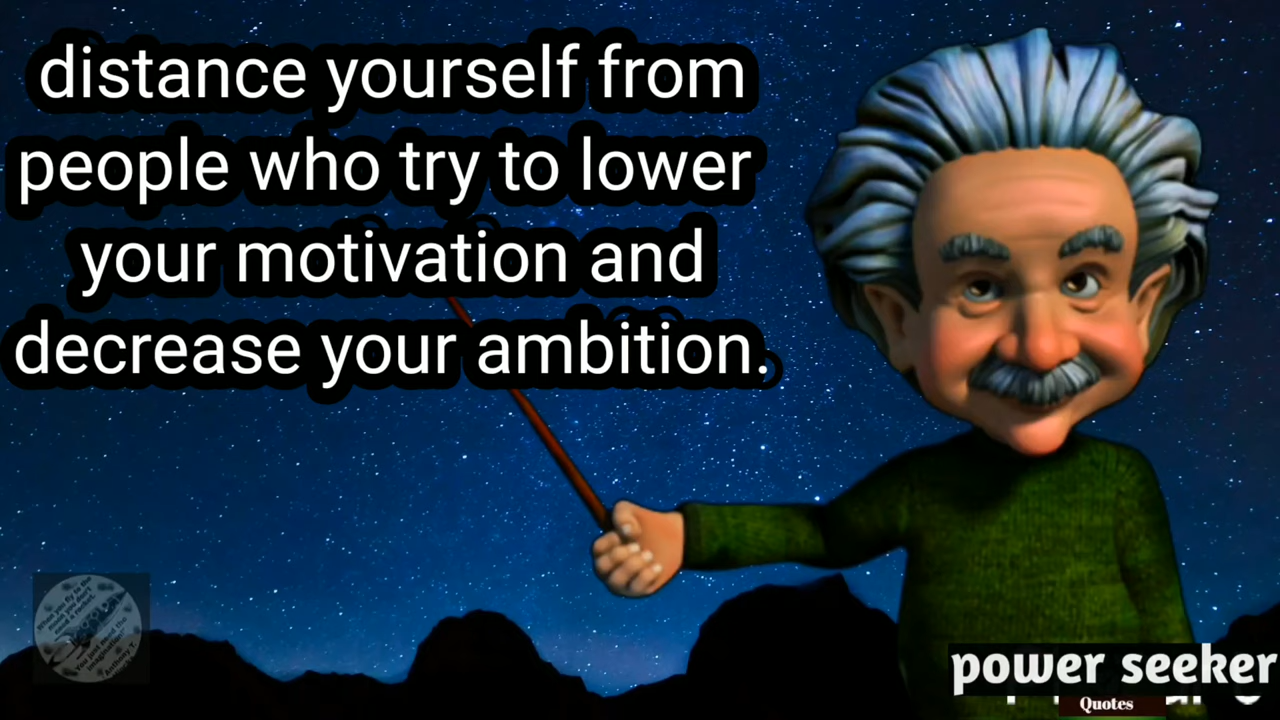 distance yourself from
people who try to lower
your motivation and
decrease your ambition.
power seeker
Quotes